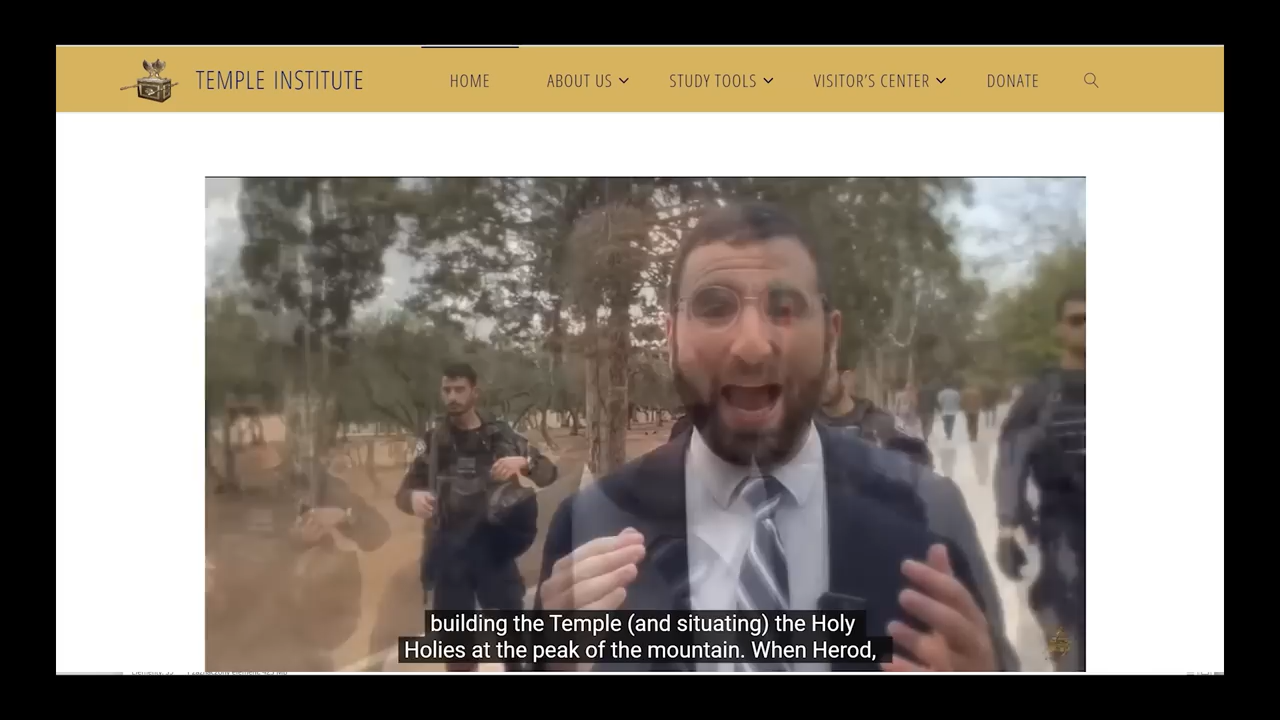 TEMPLE INSTITUTE
HOME
ABOUT US
STUDY TOOLS
VISITOR'S CENTER
DONATE
building the Temple (and situating) the Holy
Holies at the peak of the mountain. When Herod,